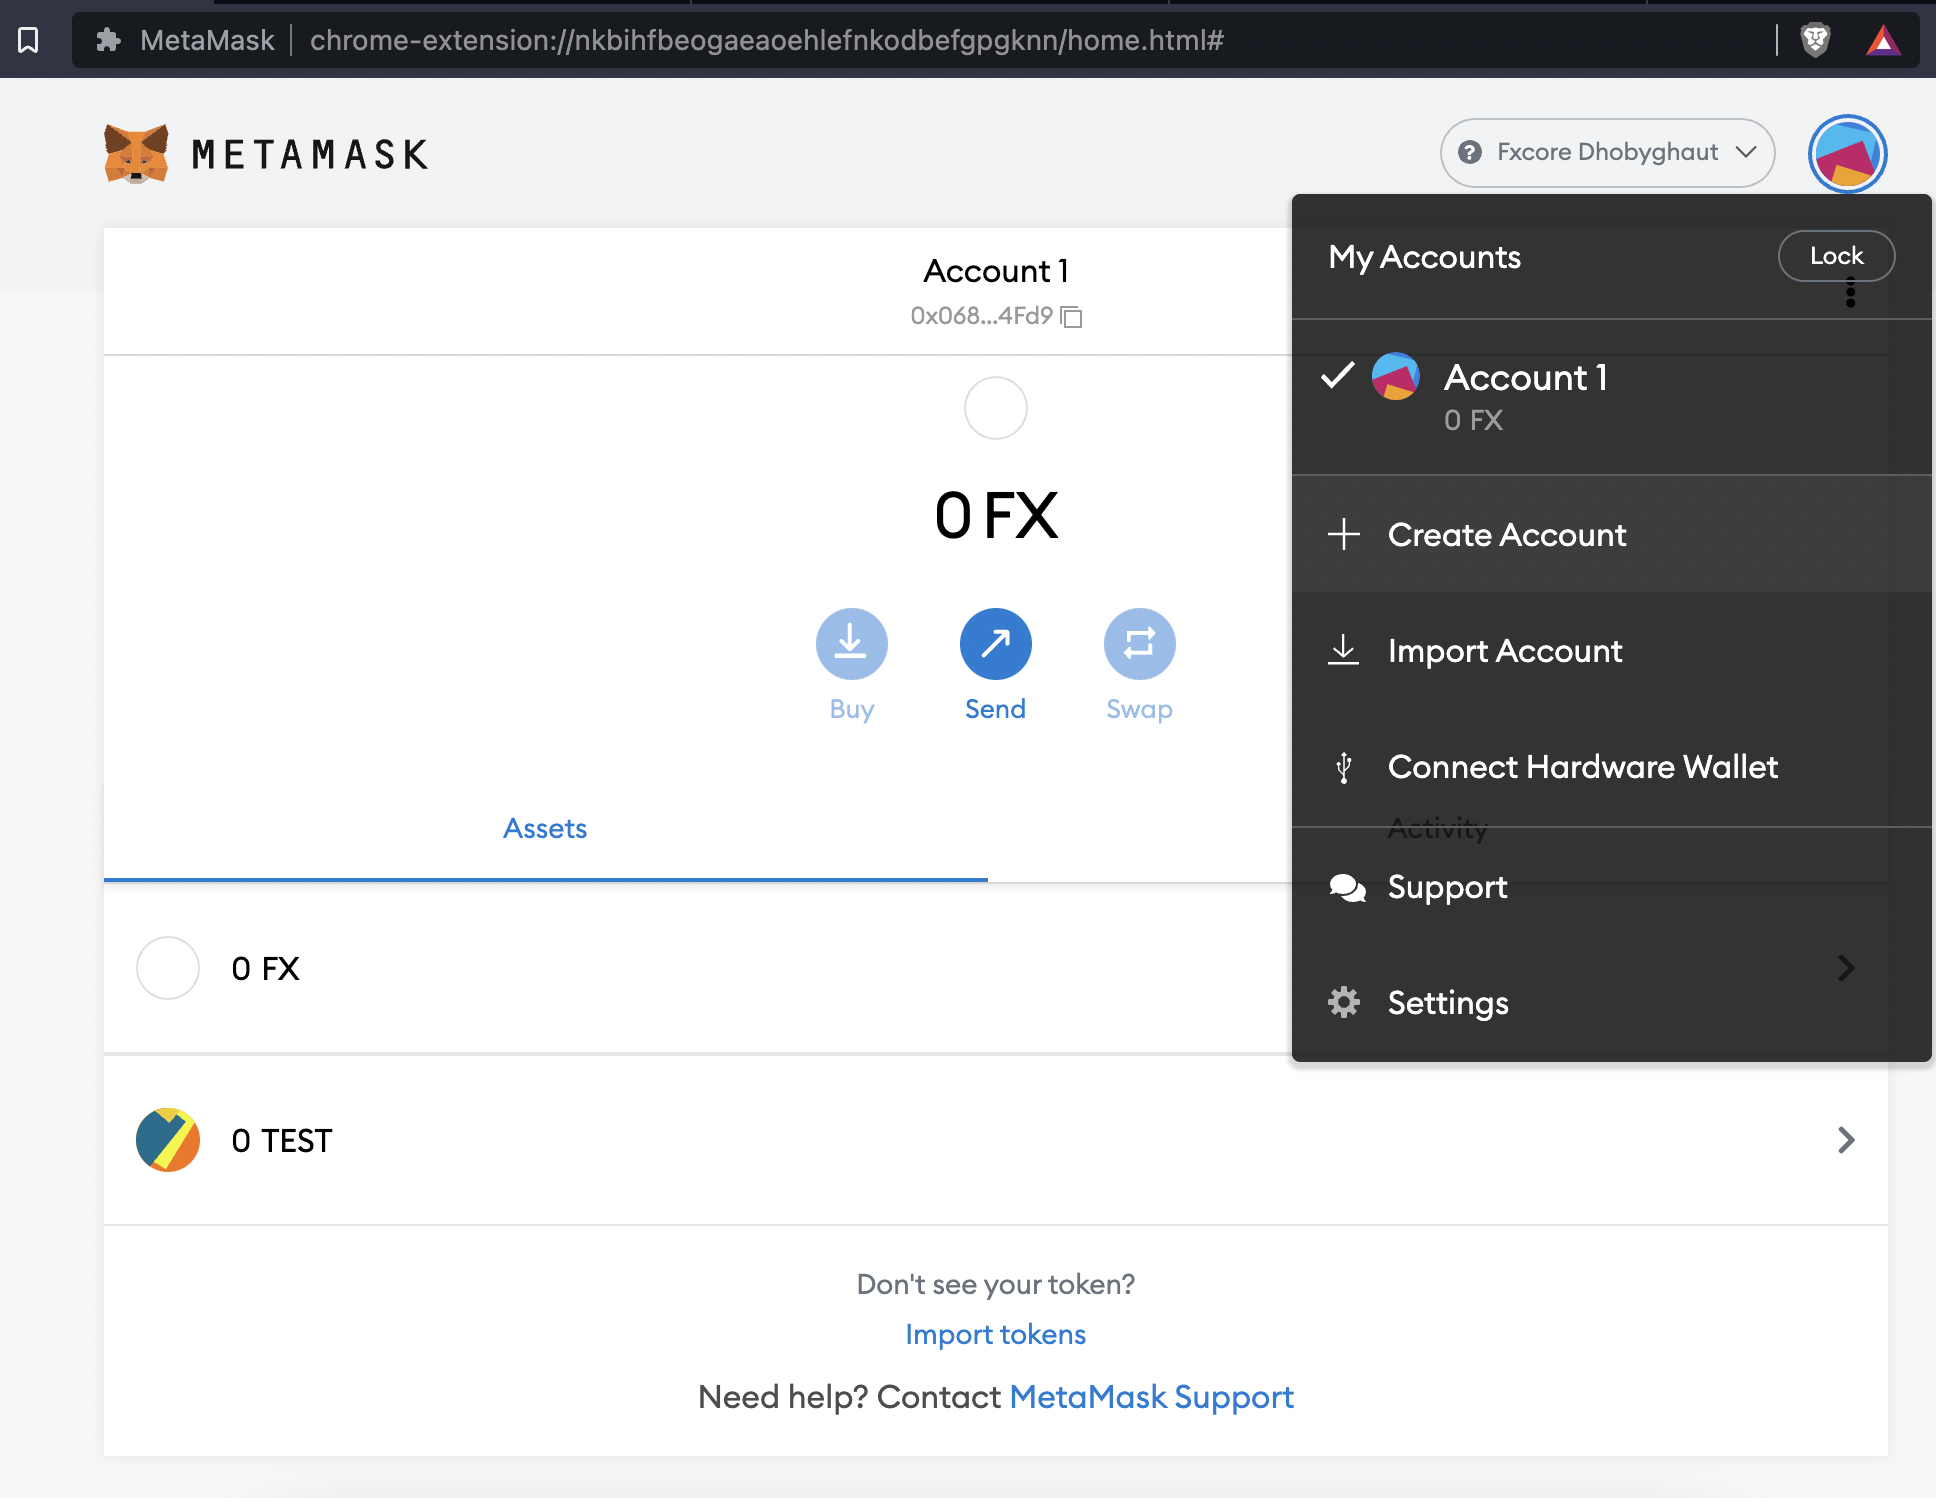 MetaMask chrome-extension://nkbihfbeogaeaoehlefnkodbefgpgknn/home.html#
METAMASK
? Fxcore Dhobyghaut
My Accounts
Lock
Account 1
0x068...4Fd9
Account 1
0 FX
0 FX
Create Account
Import Account
Buy
Send
Swap
Connect Hardware Wallet
Assets
Activity
Support
0 FX
Settings
0 TEST
Don't see your token?
Import tokens
Need help? Contact MetaMask Support